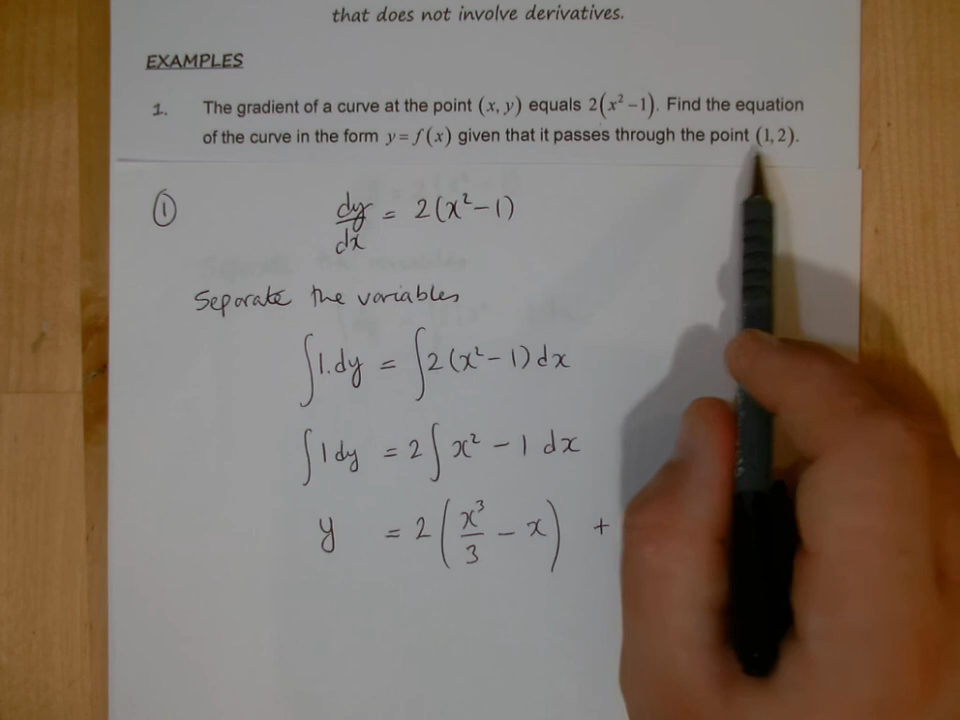 that does not involve derivatives.
EXAMPLES
1. The gradient of a curve at the point (x, y) equals 2(x² – 1). Find the equation
of the curve in the form y = f(x) given that it passes through the point (1, 2).
① dy/dx = 2(x² – 1)
Separate the variables
∫1.dy = ∫2(x² – 1)dx
∫1dy = 2∫x² – 1 dx
y = 2(x³/3 – x) +